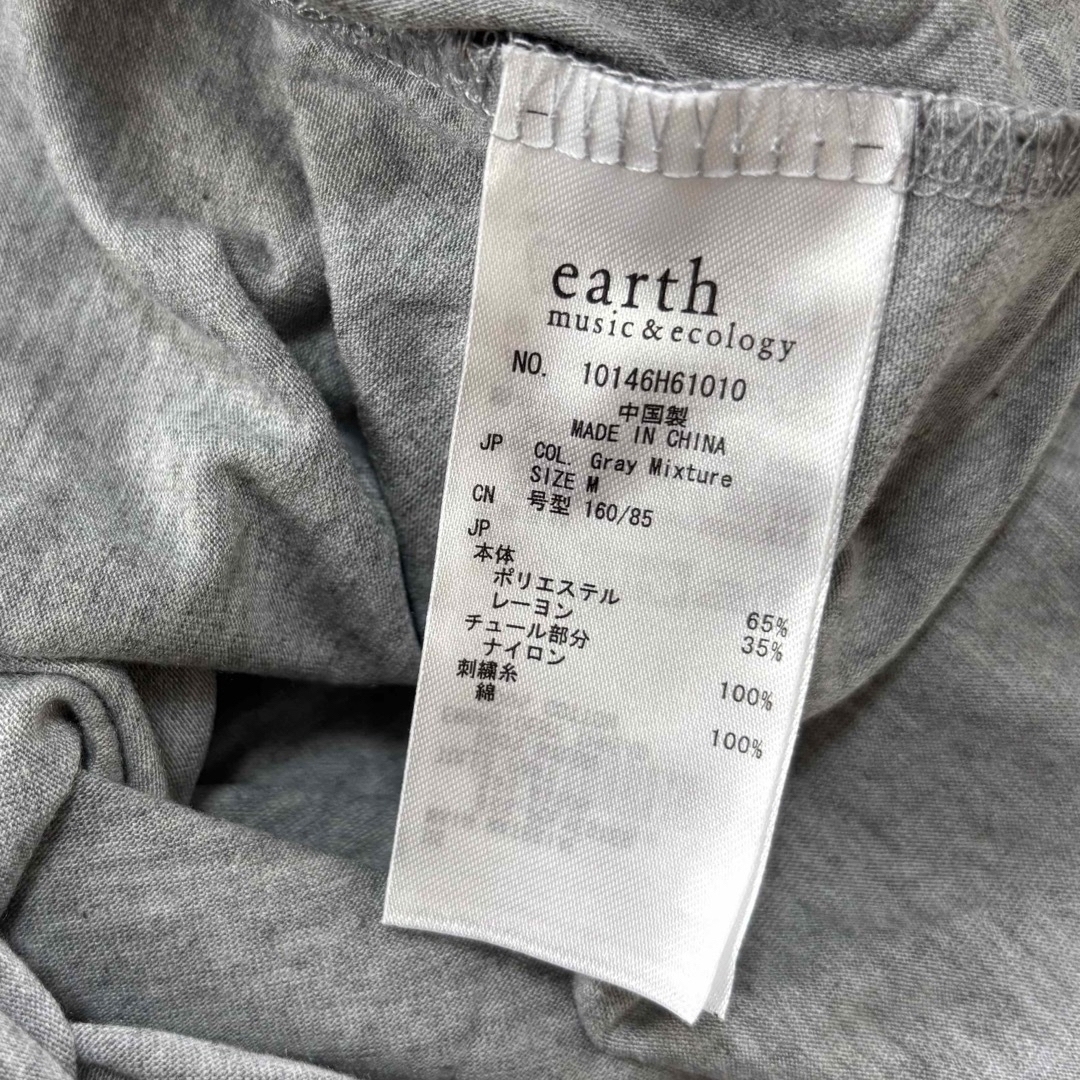 earth
music & ecology
NO. 10146H61010
中国製
MADE IN CHINA
JP COL. Gray Mixture
SIZE M
CN 号型 160/85
JP
本体
ポリエステル 65%
レーヨン 35%
チュール部分
ナイロン 100%
刺繍糸
綿 100%